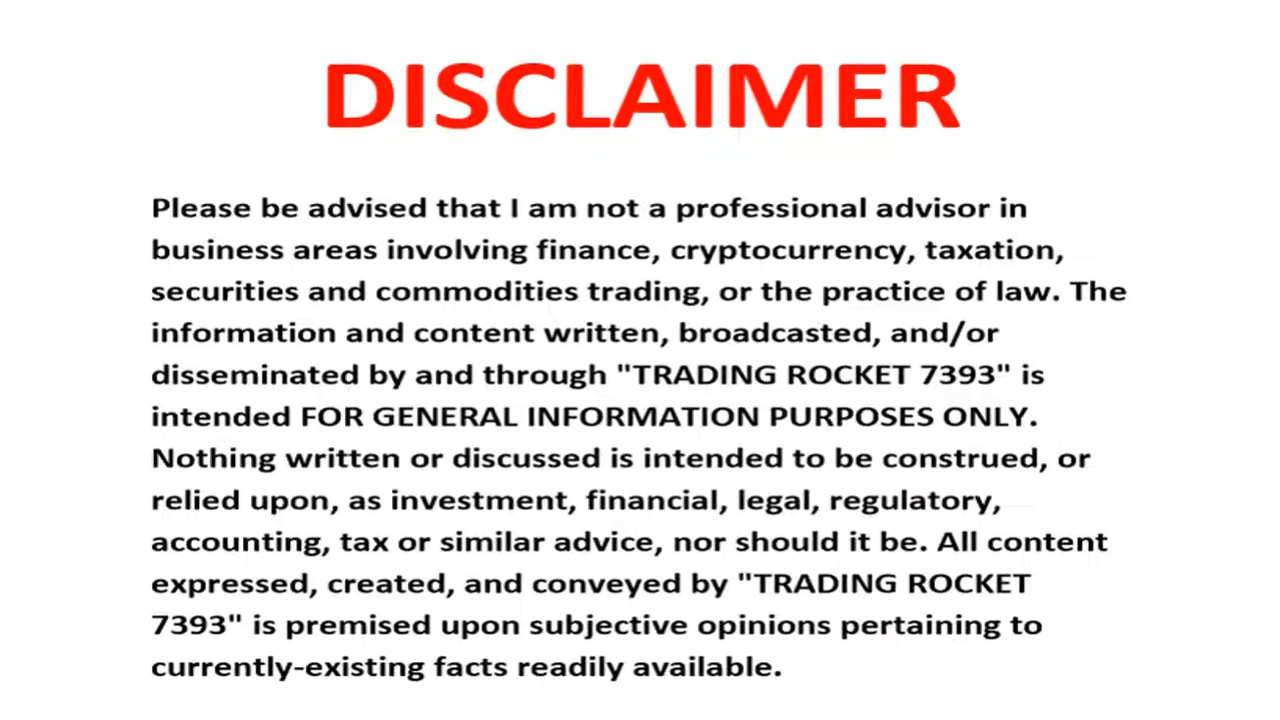 DISCLAIMER
Please be advised that I am not a professional advisor in
business areas involving finance, cryptocurrency, taxation,
securities and commodities trading, or the practice of law. The
information and content written, broadcasted, and/or
disseminated by and through "TRADING ROCKET 7393" is
intended FOR GENERAL INFORMATION PURPOSES ONLY.
Nothing written or discussed is intended to be construed, or
relied upon, as investment, financial, legal, regulatory,
accounting, tax or similar advice, nor should it be. All content
expressed, created, and conveyed by "TRADING ROCKET
7393" is premised upon subjective opinions pertaining to
currently-existing facts readily available.